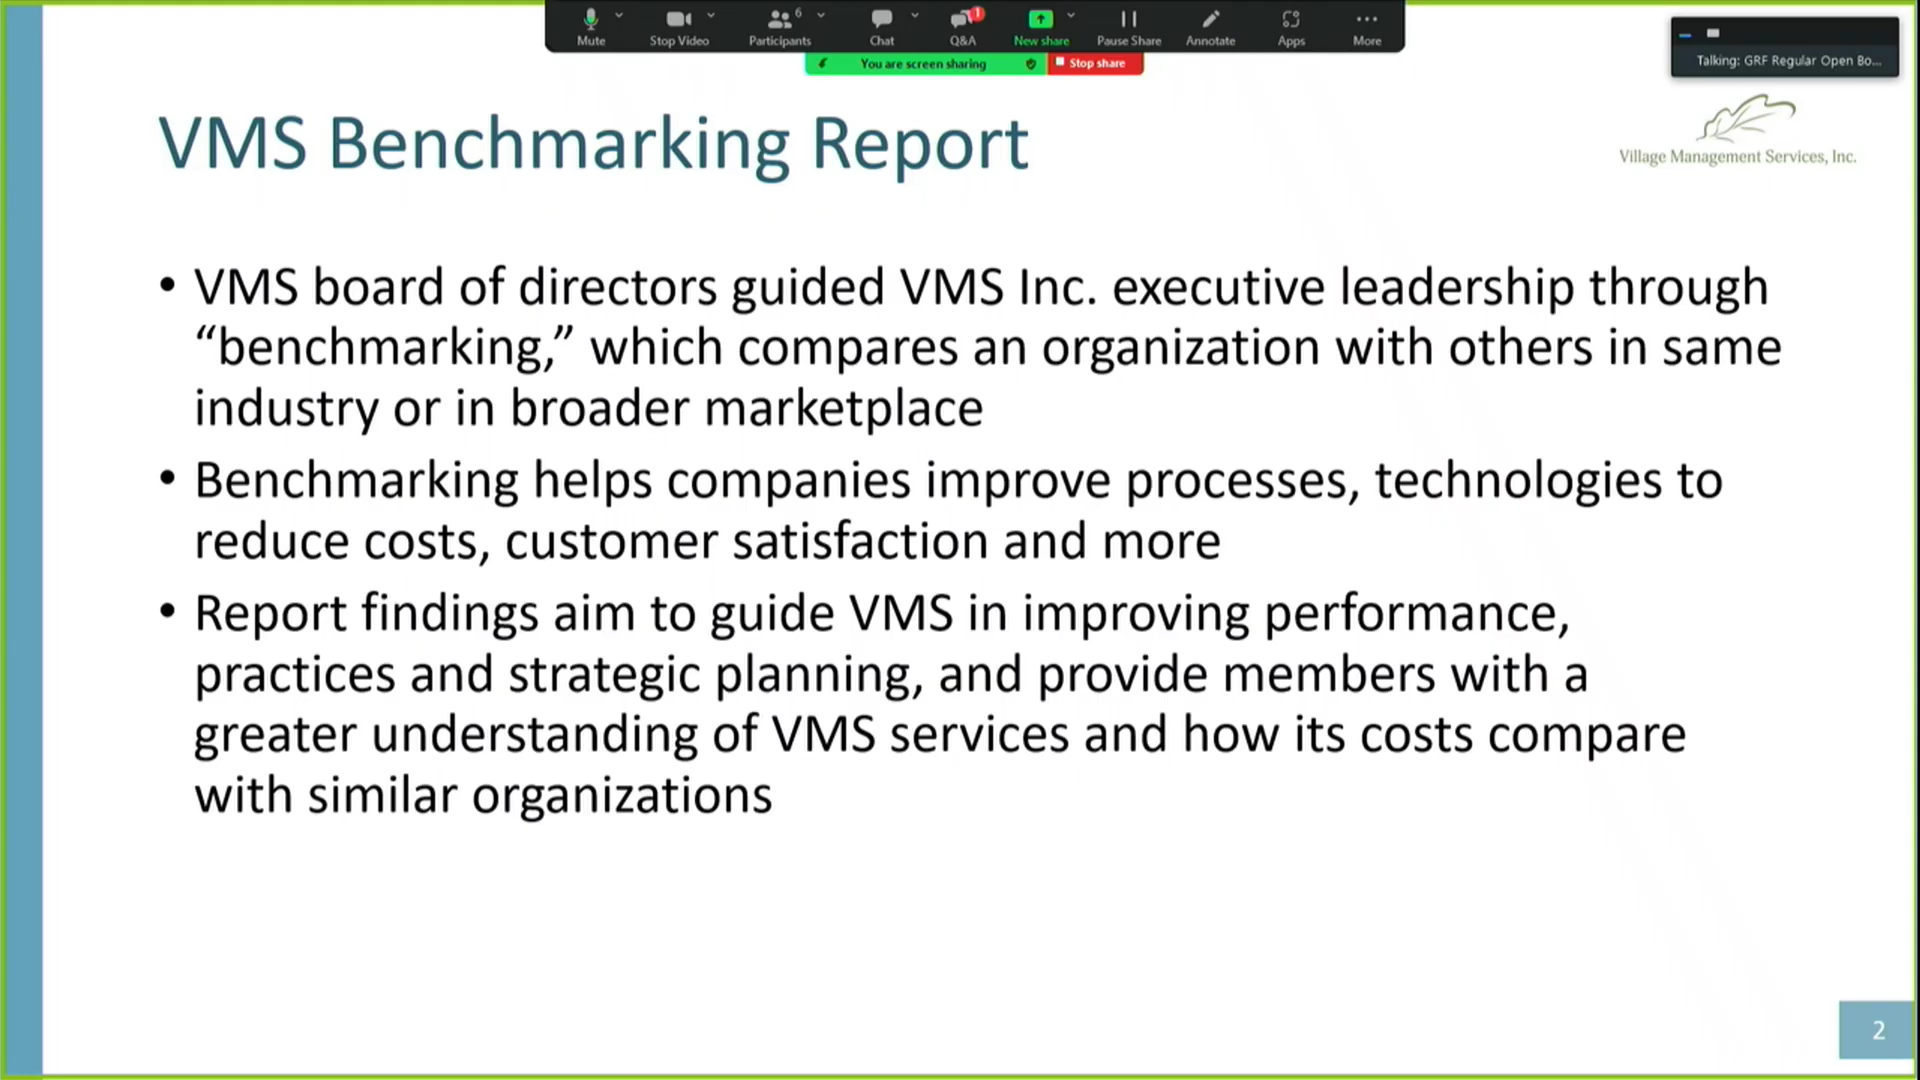 Mute
Stop Video
Participants
6
Chat
Q&A
1
New share
Pause Share
Annotate
Apps
More
You are screen sharing
Stop share
Talking: GRF Regular Open Bo...
Village Management Services, Inc.
VMS Benchmarking Report
• VMS board of directors guided VMS Inc. executive leadership through
“benchmarking,” which compares an organization with others in same
industry or in broader marketplace
• Benchmarking helps companies improve processes, technologies to
reduce costs, customer satisfaction and more
• Report findings aim to guide VMS in improving performance,
practices and strategic planning, and provide members with a
greater understanding of VMS services and how its costs compare
with similar organizations
2